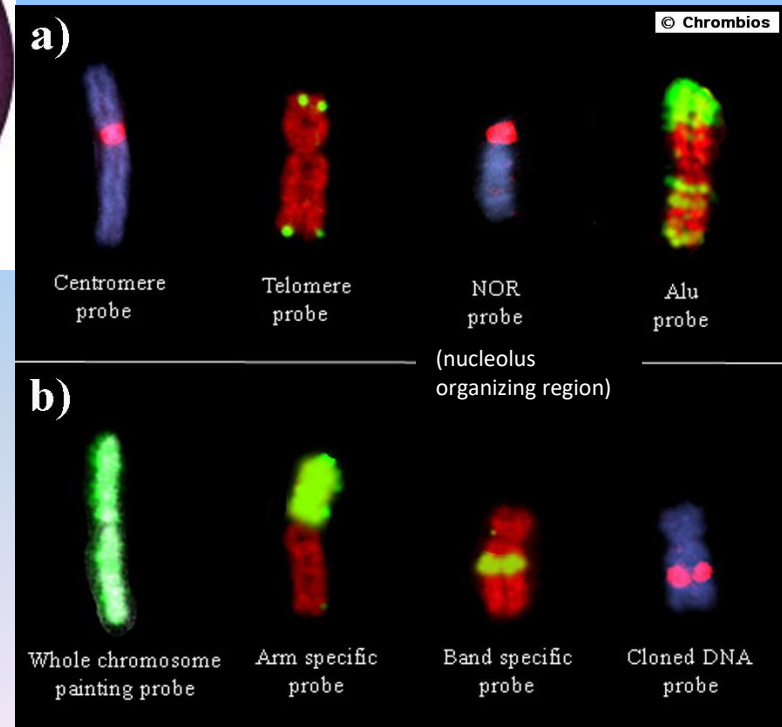 © Chrombios
a)
Centromere
probe
Telomere
probe
NOR
probe
Alu
probe
(nucleolus
organizing region)
b)
Whole chromosome
painting probe
Arm specific
probe
Band specific
probe
Cloned DNA
probe